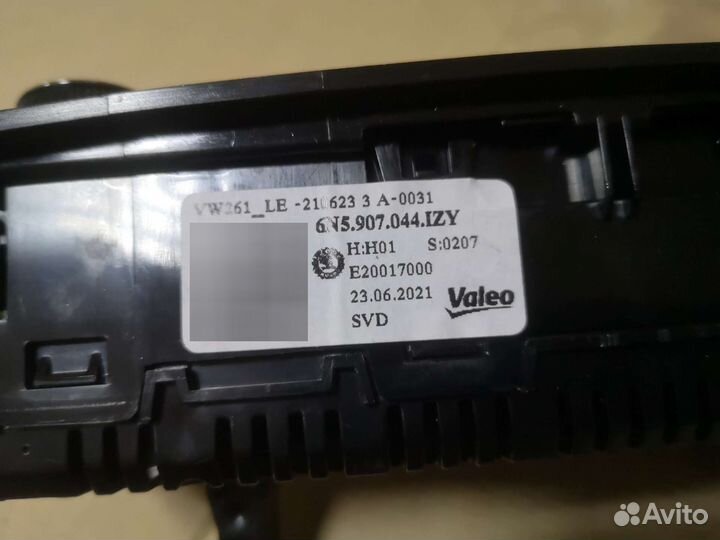 VW261_LE -210623 3 A-0031
6N5.907.044.IZY
H:H01 S:0207
E20017000
23.06.2021
SVD
Valeo
Avito